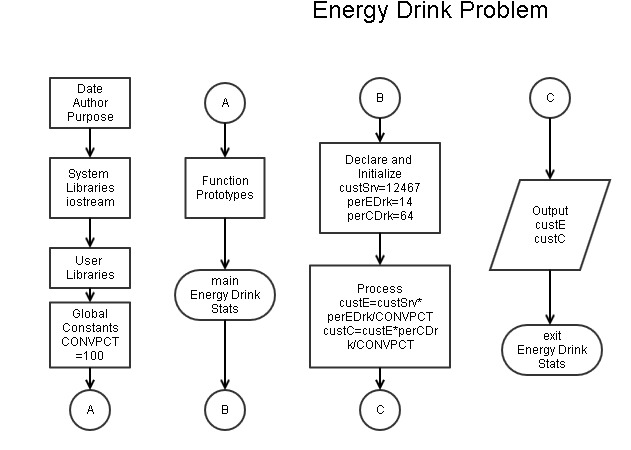 Energy Drink Problem
Date
Author
Purpose
System
Libraries
iostream
User
Libraries
Global
Constants
CONVPCT
=100
A
A
Function
Prototypes
main
Energy Drink
Stats
B
B
Declare and
Initialize
custSrv=12467
perEDrk=14
perCDrk=64
Process
custE=custSrv*
perEDrk/CONVPCT
custC=custE*perCDr
k/CONVPCT
C
C
Output
custE
custC
exit
Energy Drink
Stats